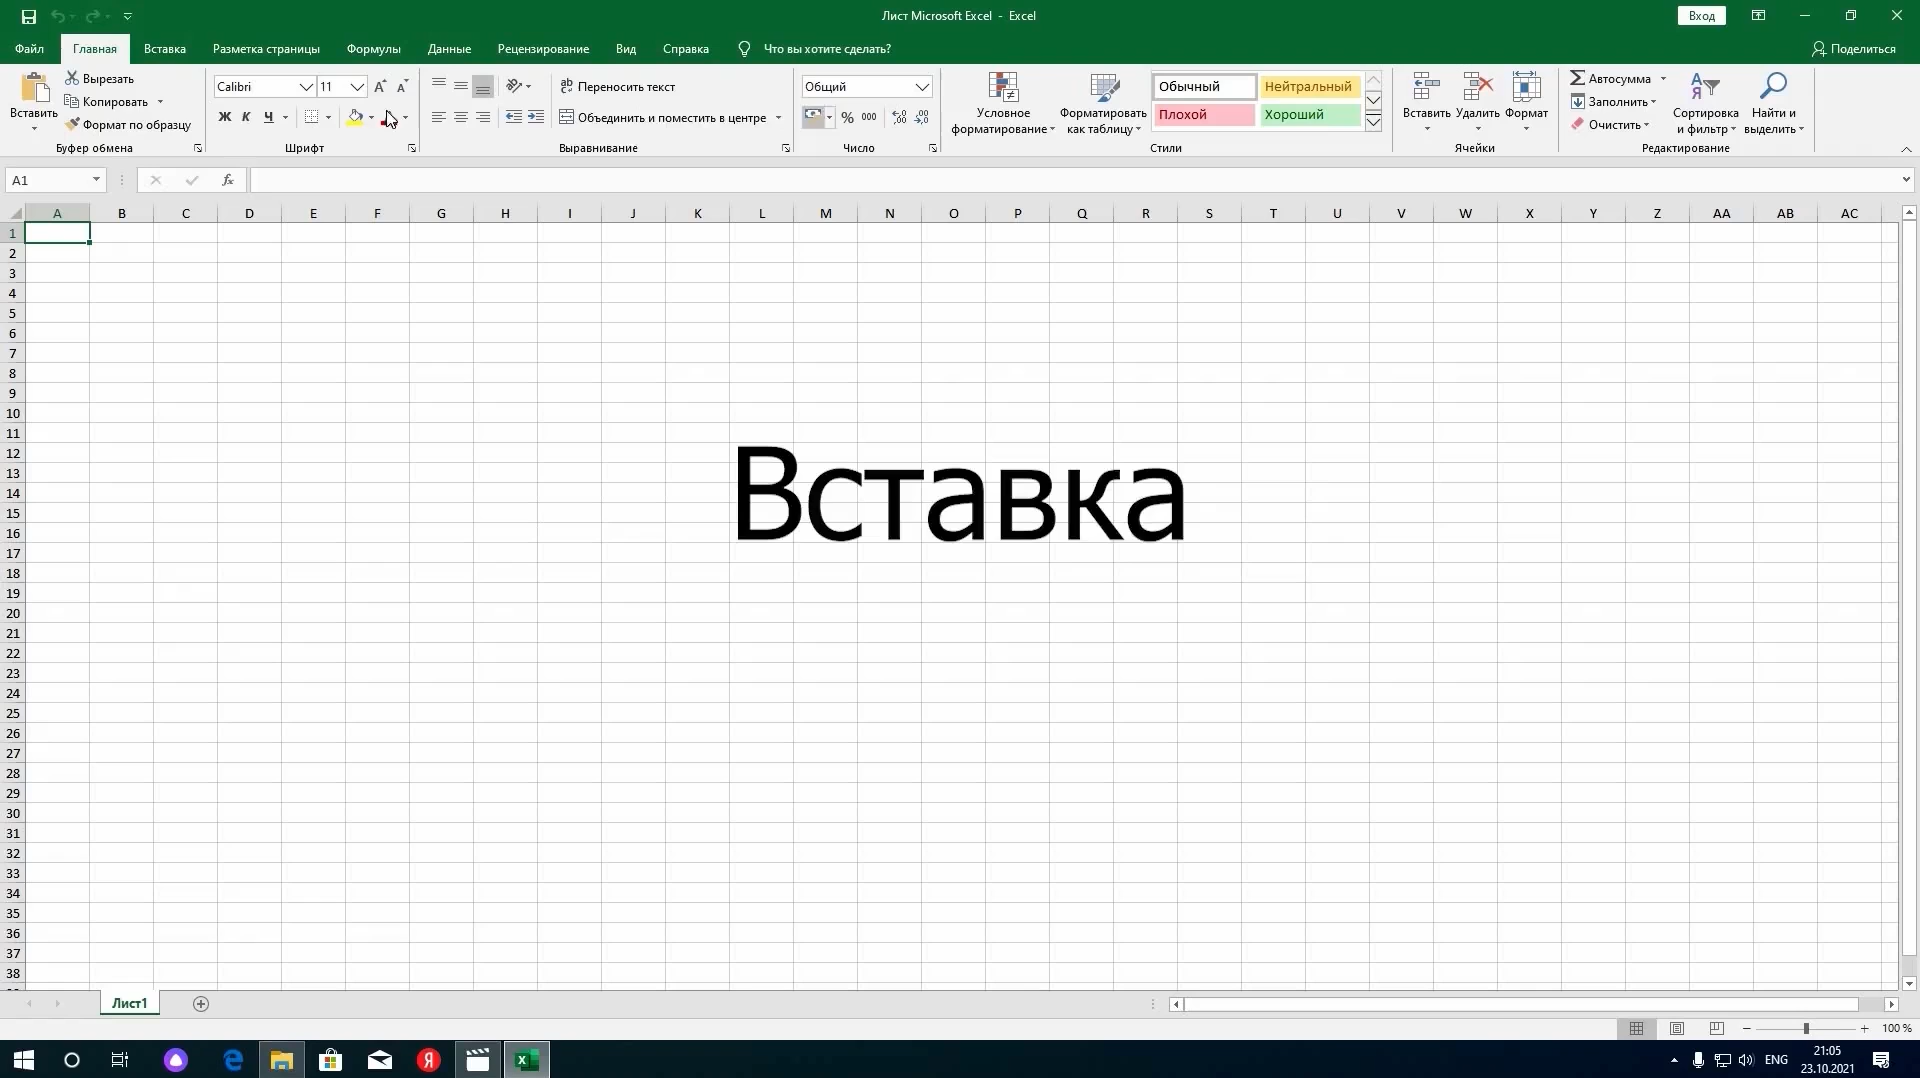 Лист Microsoft Excel - Excel
Вход
Файл Главная Вставка Разметка страницы Формулы Данные Рецензирование Вид Справка Что вы хотите сделать? Поделиться
Вставить
Вырезать
Копировать
Формат по образцу
Буфер обмена
Calibri 11
Ж К Ч
Шрифт
Переносить текст
Объединить и поместить в центре
Выравнивание
Общий
% 000
Число
Условное форматирование
Форматировать как таблицу
Обычный Нейтральный
Плохой Хороший
Стили
Вставить Удалить Формат
Ячейки
Автосумма
Заполнить
Очистить
Сортировка и фильтр
Найти и выделить
Редактирование
A1
fx
A B C D E F G H I J K L M N O P Q R S T U V W X Y Z AA AB AC
1
2
3
4
5
6
7
8
9
10
11
12
13
14
15
16
17
18
19
20
21
22
23
24
25
26
27
28
29
30
31
32
33
34
35
36
37
38
Вставка
Лист1
100 %
ENG
21:05
23.10.2021